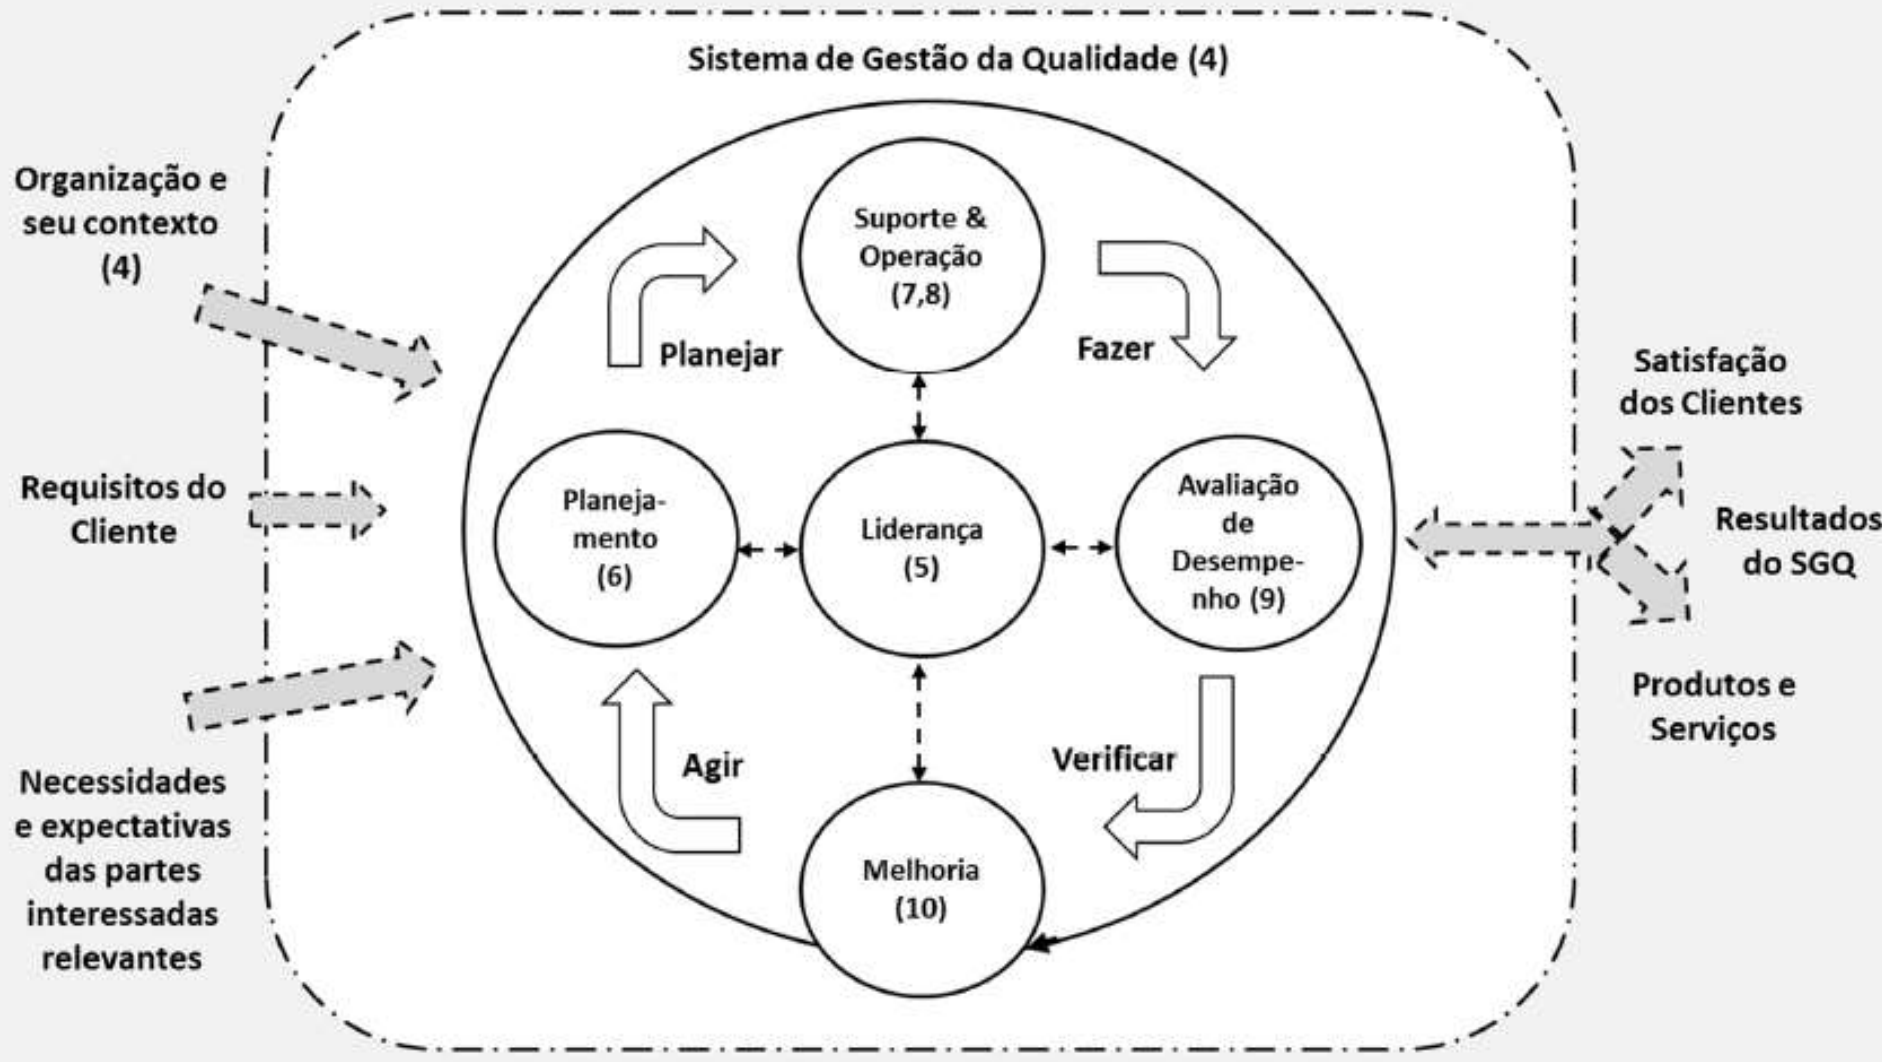 Sistema de Gestão da Qualidade (4)
Organização e
seu contexto
(4)
Requisitos do
Cliente
Necessidades
e expectativas
das partes
interessadas
relevantes
Suporte &
Operação
(7,8)
Planejar
Fazer
Planeja-
mento
(6)
Liderança
(5)
Avaliação
de
Desempe-
nho (9)
Agir
Verificar
Melhoria
(10)
Satisfação
dos Clientes
Resultados
do SGQ
Produtos e
Serviços